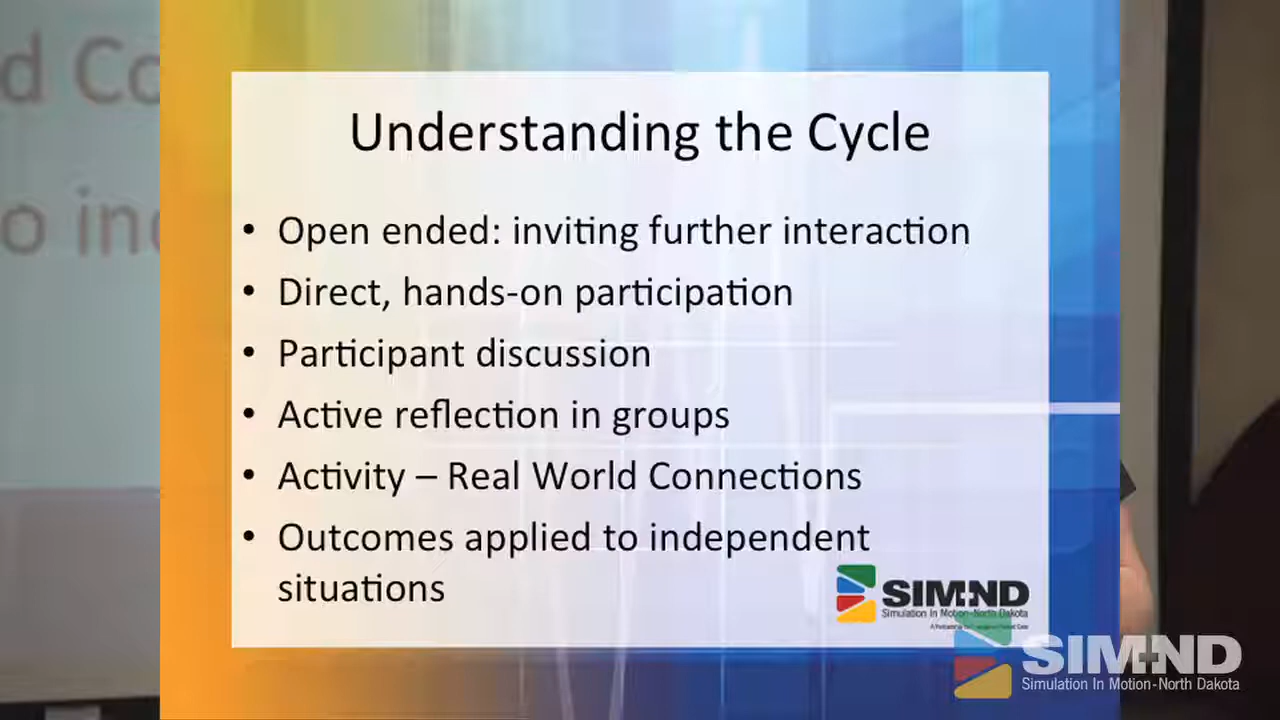 d Co
o inc
Understanding the Cycle
• Open ended: inviting further interaction
• Direct, hands-on participation
• Participant discussion
• Active reflection in groups
• Activity – Real World Connections
• Outcomes applied to independent
situations
SIM-ND
Simulation In Motion-North Dakota
SIM+ND
Simulation In Motion-North Dakota